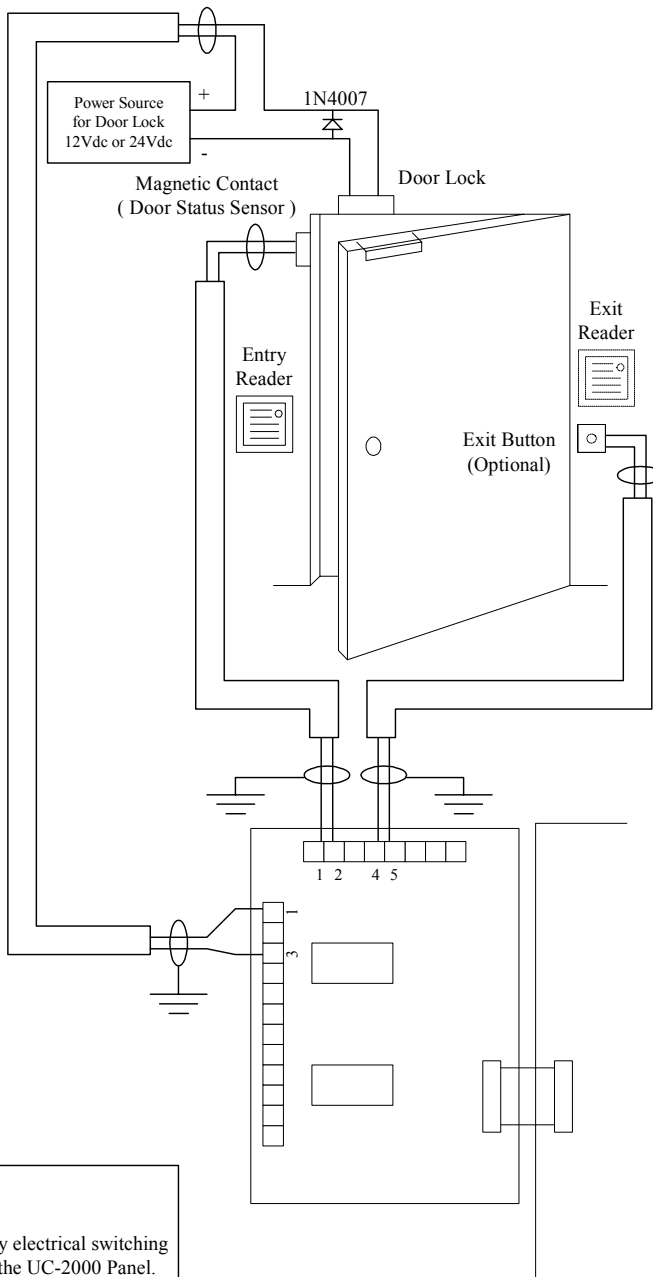 +
Power Source
for Door Lock
12Vdc or 24Vdc
-
1N4007
Magnetic Contact
( Door Status Sensor )
Door Lock
Exit
Reader
Entry
Reader
Exit Button
(Optional)
1 2 4 5
1
3
y electrical switching
the UC-2000 Panel.